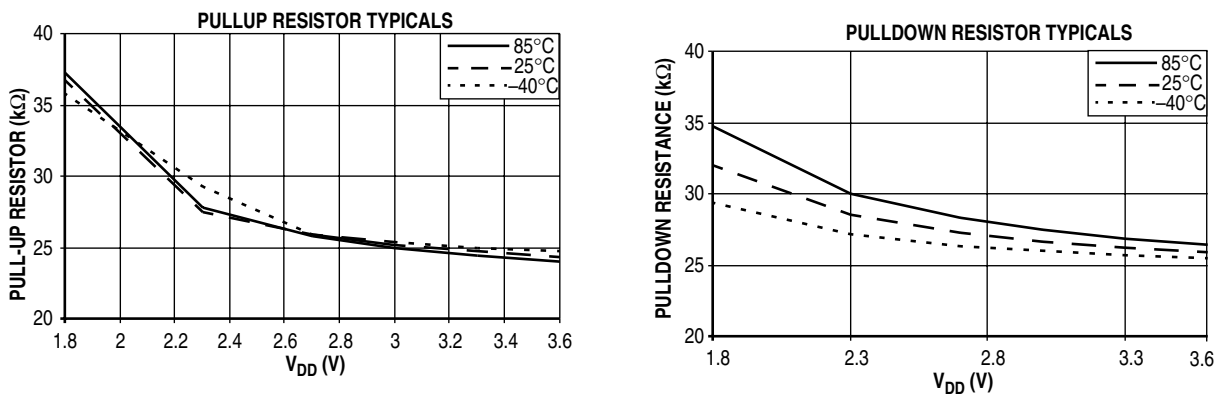 PULLUP RESISTOR TYPICALS
PULL-UP RESISTOR (kΩ)
40
35
30
25
20
85°C
25°C
–40°C
1.8 2 2.2 2.4 2.6 2.8 3 3.2 3.4 3.6
VDD (V)
PULLDOWN RESISTOR TYPICALS
PULLDOWN RESISTANCE (kΩ)
40
35
30
25
20
85°C
25°C
–40°C
1.8 2.3 2.8 3.3 3.6
VDD (V)